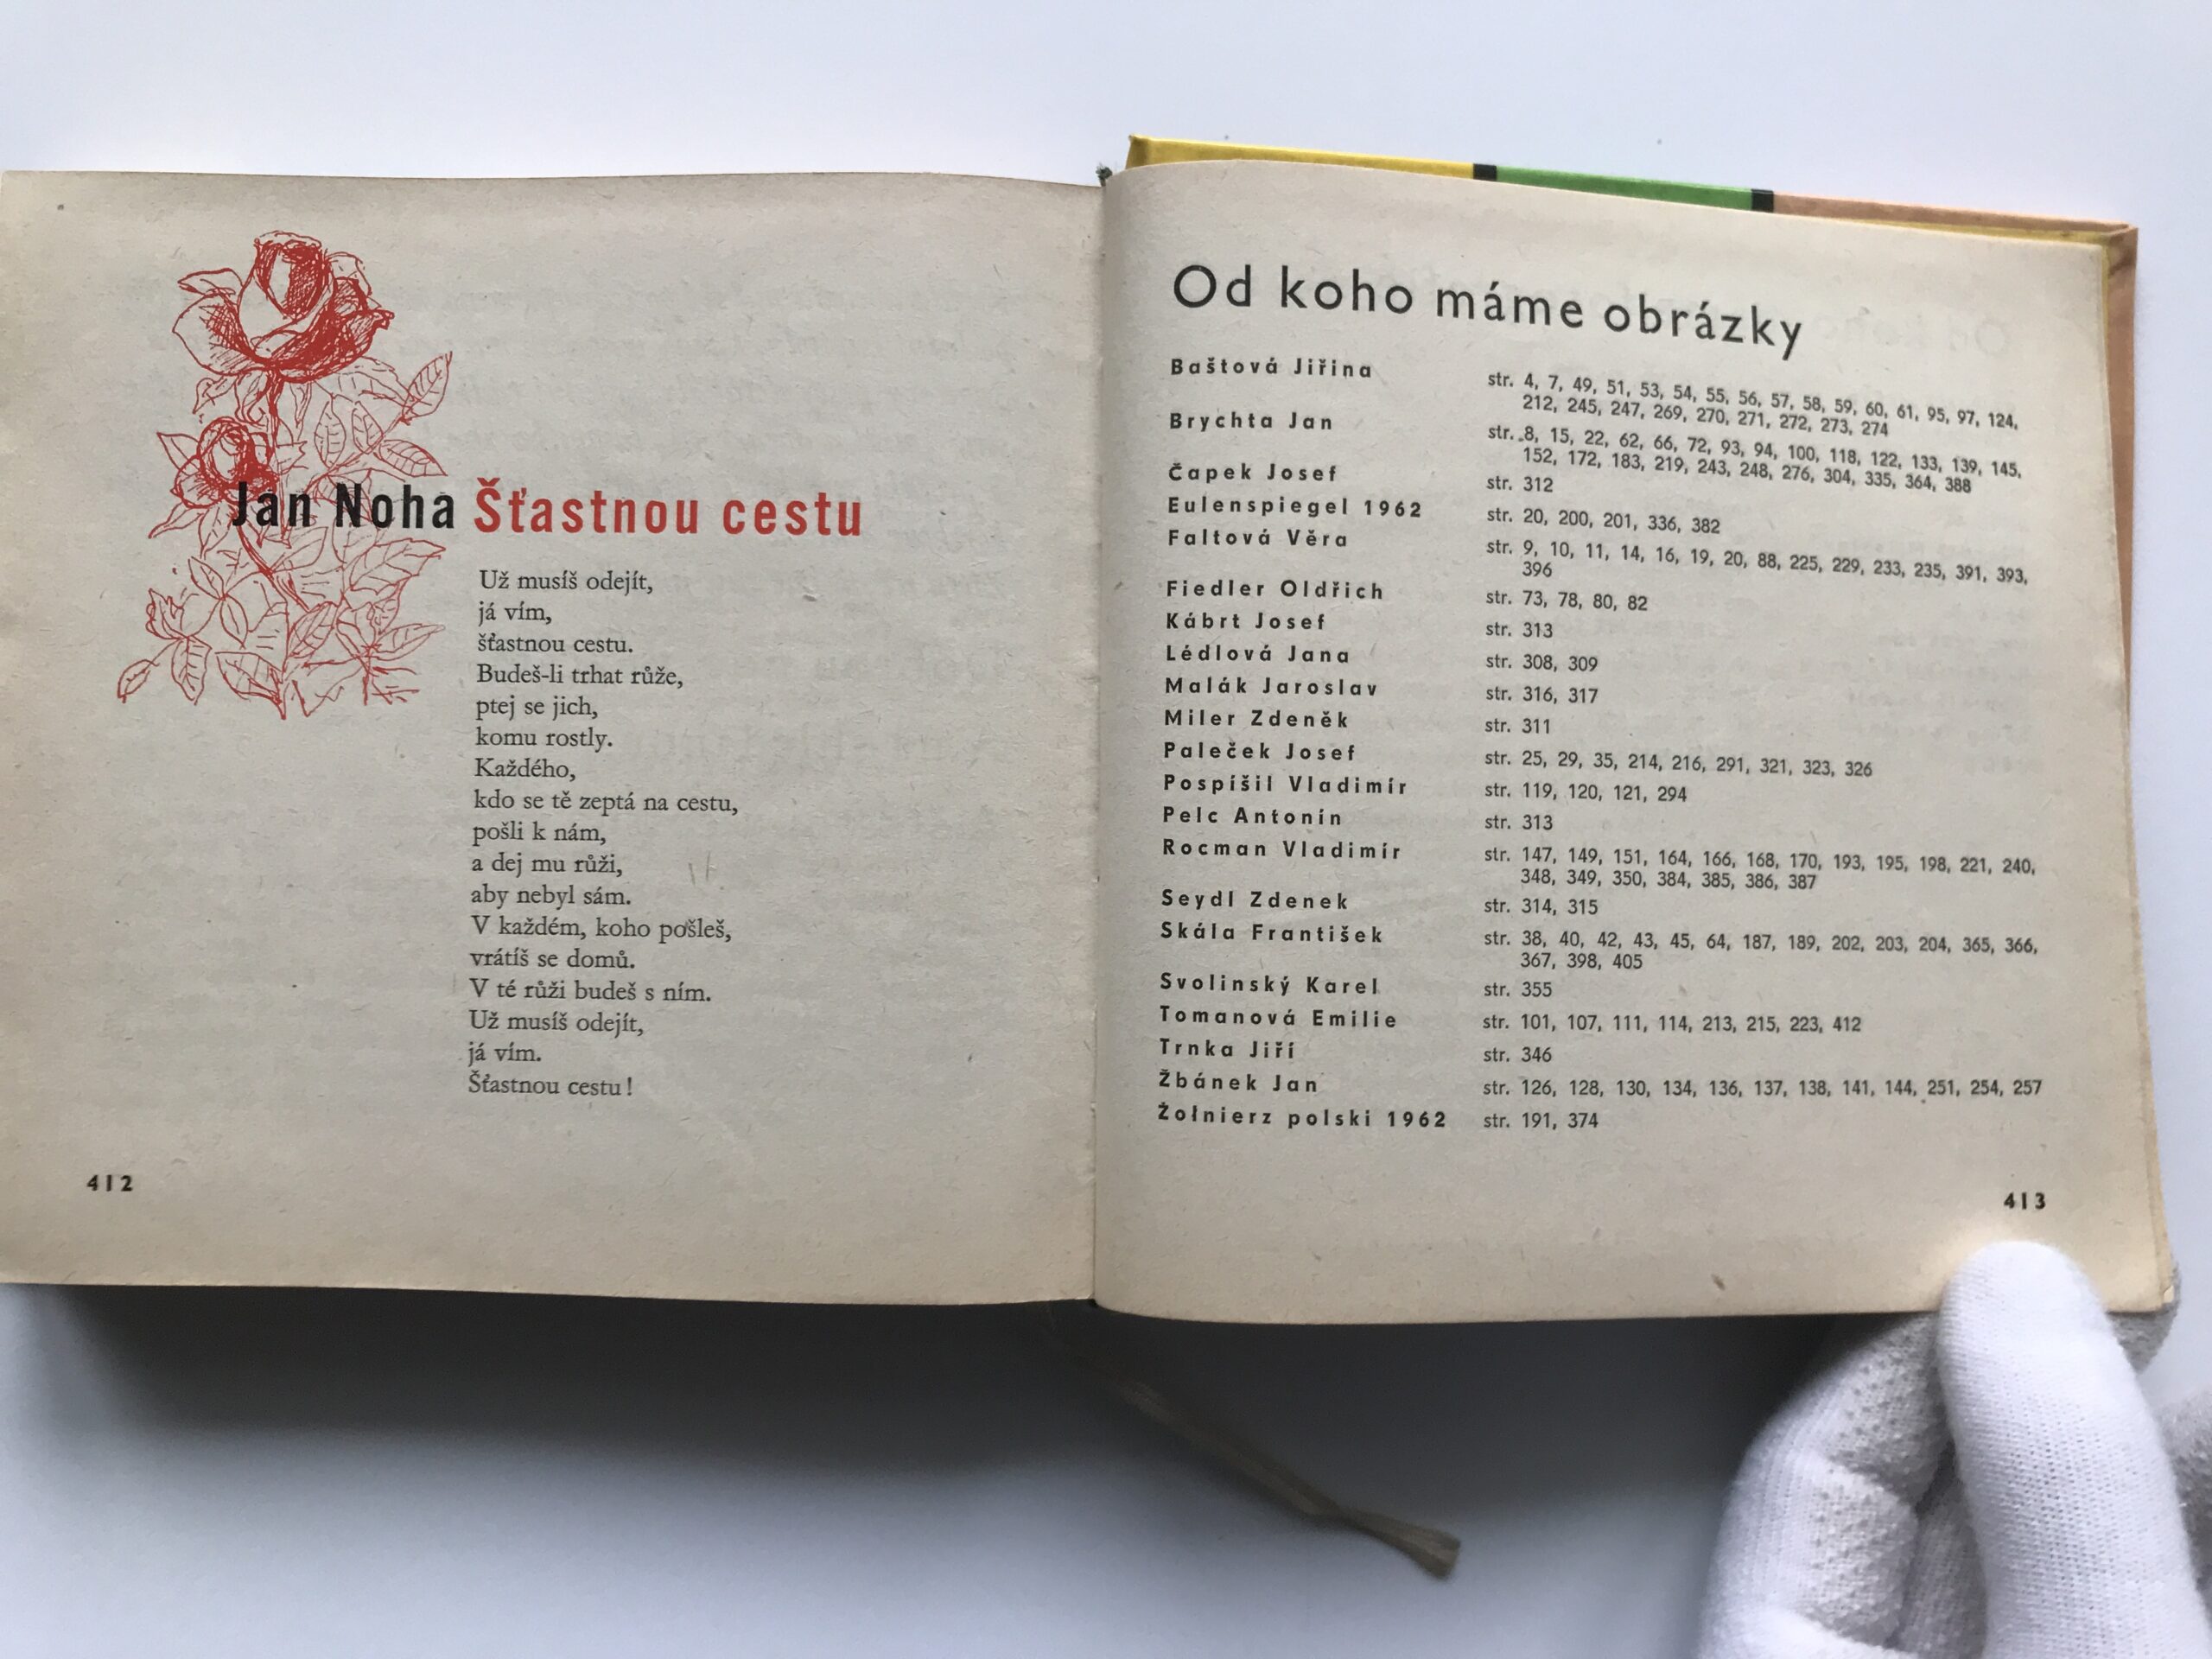 Jan Noha Šťastnou cestu
Už musíš odejít,
já vím,
šťastnou cestu.
Budeš-li trhat růže,
ptej se jich,
komu rostly.
Každého,
kdo se tě zeptá na cestu,
pošli k nám,
a dej mu růži,
aby nebyl sám.
V každém, koho pošleš,
vrátíš se domů.
V té růži budeš s ním.
Už musíš odejít,
já vím.
Šťastnou cestu!
412
Od koho máme obrázky
Baštová Jiřina str. 4, 7, 49, 51, 53, 54, 55, 56, 57, 58, 59, 60, 61, 95, 97, 124,
212, 245, 247, 269, 270, 271, 272, 273, 274
Brychta Jan str. 8, 15, 22, 62, 66, 72, 93, 94, 100, 118, 122, 133, 139, 145,
152, 172, 183, 219, 243, 248, 276, 304, 335, 364, 388
Čapek Josef str. 312
Eulenspiegel 1962 str. 20, 200, 201, 336, 382
Faltová Věra str. 9, 10, 11, 14, 16, 19, 20, 88, 225, 229, 233, 235, 391, 393,
396
Fiedler Oldřich str. 73, 78, 80, 82
Kábrt Josef str. 313
Lédlová Jana str. 308, 309
Malák Jaroslav str. 316, 317
Miler Zdeněk str. 311
Paleček Josef str. 25, 29, 35, 214, 216, 291, 321, 323, 326
Pospíšil Vladimír str. 119, 120, 121, 294
Pelc Antonín str. 313
Rocman Vladimír str. 147, 149, 151, 164, 166, 168, 170, 193, 195, 198, 221, 240,
348, 349, 350, 384, 385, 386, 387
Seydl Zdenek str. 314, 315
Skála František str. 38, 40, 42, 43, 45, 64, 187, 189, 202, 203, 204, 365, 366,
367, 398, 405
Svolinský Karel str. 355
Tomanová Emilie str. 101, 107, 111, 114, 213, 215, 223, 412
Trnka Jiří str. 346
Žbánek Jan str. 126, 128, 130, 134, 136, 137, 138, 141, 144, 251, 254, 257
Żołnierz polski 1962 str. 191, 374
413